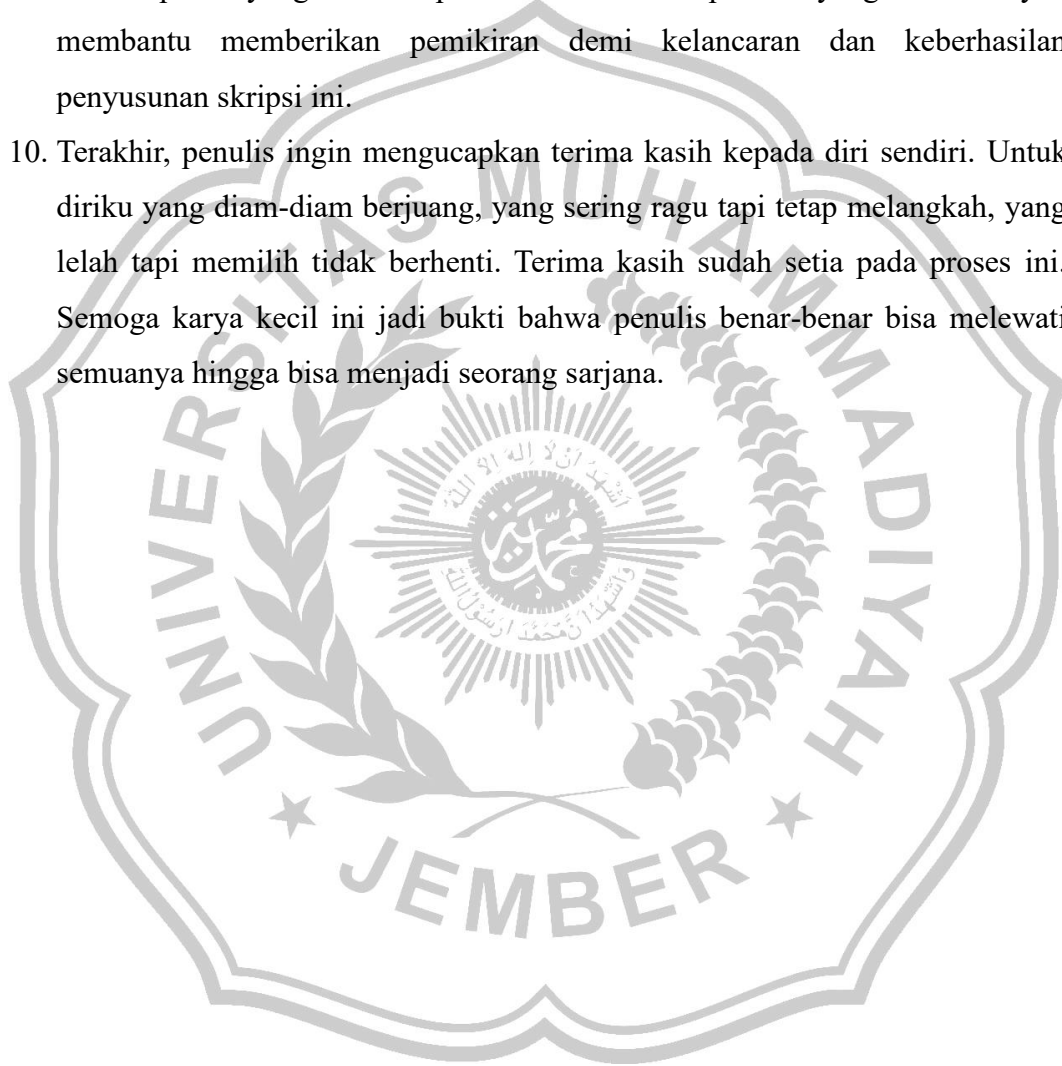 membantu memberikan pemikiran demi kelancaran dan keberhasilan
penyusunan skripsi ini.
10. Terakhir, penulis ingin mengucapkan terima kasih kepada diri sendiri. Untuk
diriku yang diam-diam berjuang, yang sering ragu tapi tetap melangkah, yang
lelah tapi memilih tidak berhenti. Terima kasih sudah setia pada proses ini.
Semoga karya kecil ini jadi bukti bahwa penulis benar-benar bisa melewati
semuanya hingga bisa menjadi seorang sarjana.
UNIVERSITAS MUHAMMADIYAH
JEMBER